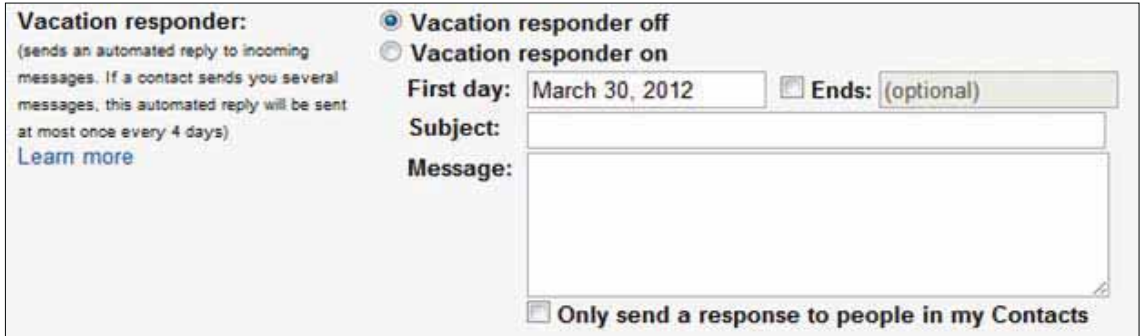 Vacation responder:
(sends an automated reply to incoming
messages. If a contact sends you several
messages, this automated reply will be sent
at most once every 4 days)
Learn more
Vacation responder off
Vacation responder on
First day: March 30, 2012 Ends: (optional)
Subject:
Message:
Only send a response to people in my Contacts